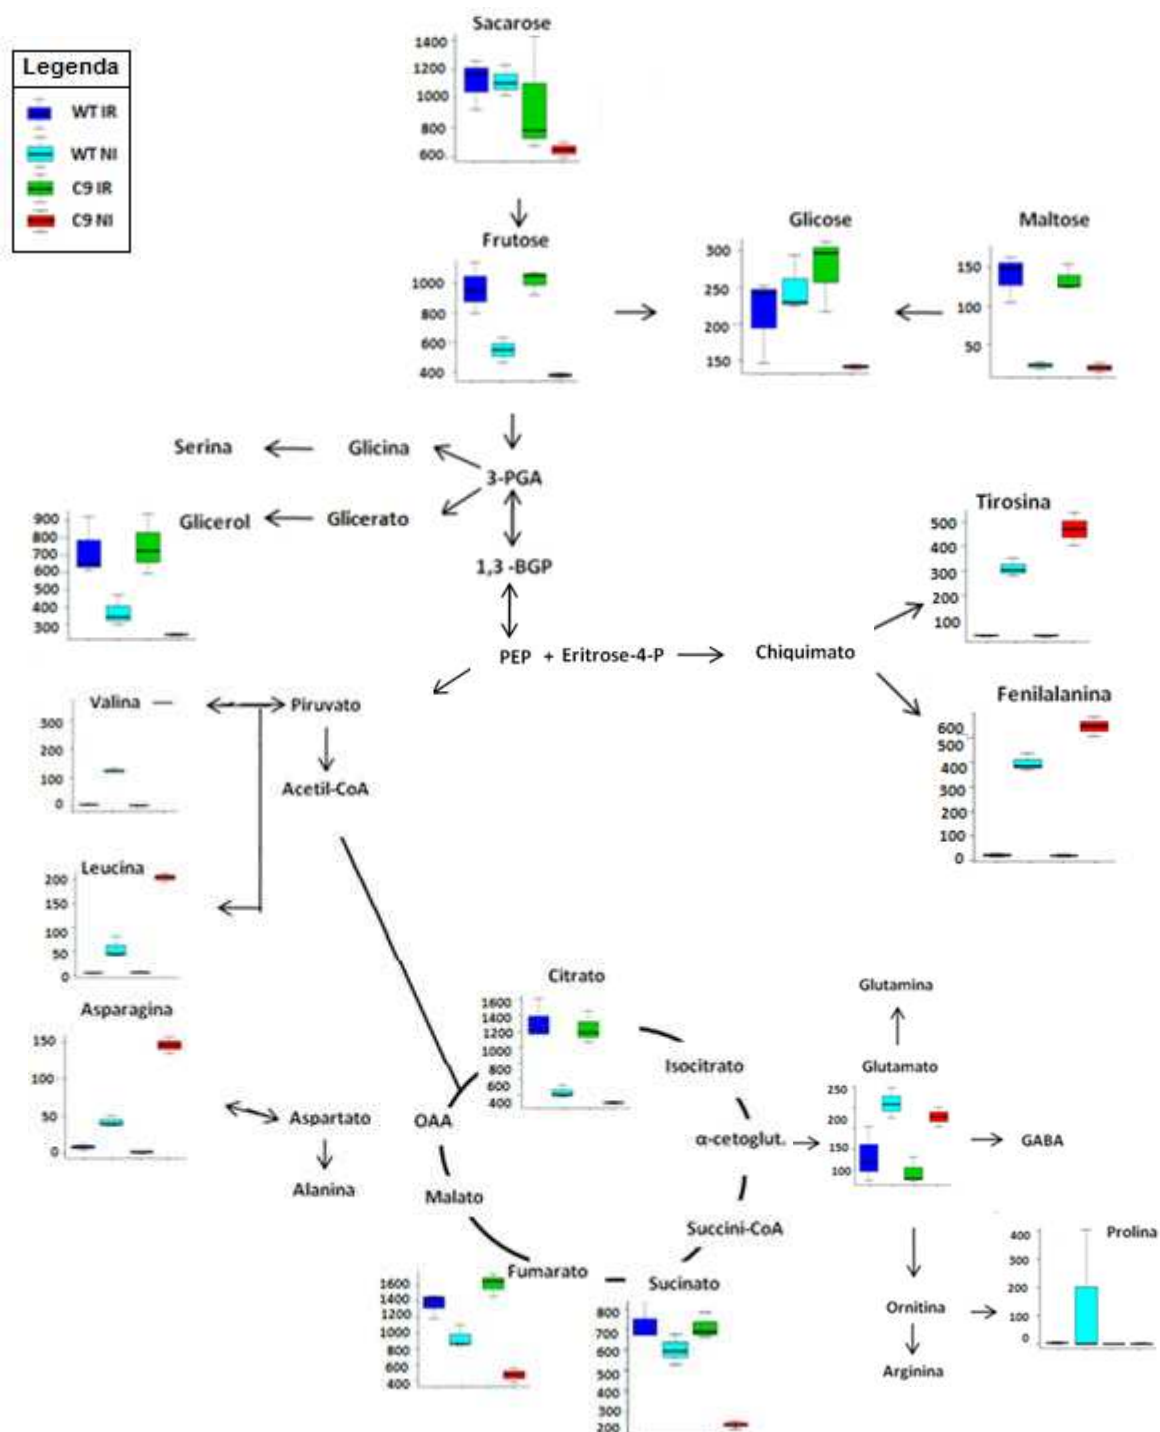 Sacarose
1400
1200
1000
800
600
Legenda
WT IR
WT NI
C9 IR
C9 NI
Frutose
1000
800
600
400
Glicose
300
250
200
150
Maltose
150
100
50
Serina
Glicina
3-PGA
Glicerol
Glicerato
900
800
700
600
500
400
300
1,3 -BGP
PEP + Eritrose-4-P
Chiquimato
Tirosina
500
400
300
200
100
Fenilalanina
600
500
400
300
200
100
0
Valina
300
200
100
0
Piruvato
Acetil-CoA
Leucina
200
150
100
50
0
Asparagina
150
100
50
0
Aspartato
Alanina
Citrato
1600
1400
1200
1000
800
600
400
Isocitrato
OAA
α-cetoglut.
Malato
Succini-CoA
Fumarato
1600
1400
1200
1000
800
600
400
Sucinato
800
700
600
500
400
300
200
Glutamina
Glutamato
250
200
150
100
GABA
Ornitina
Arginina
Prolina
400
300
200
100
0